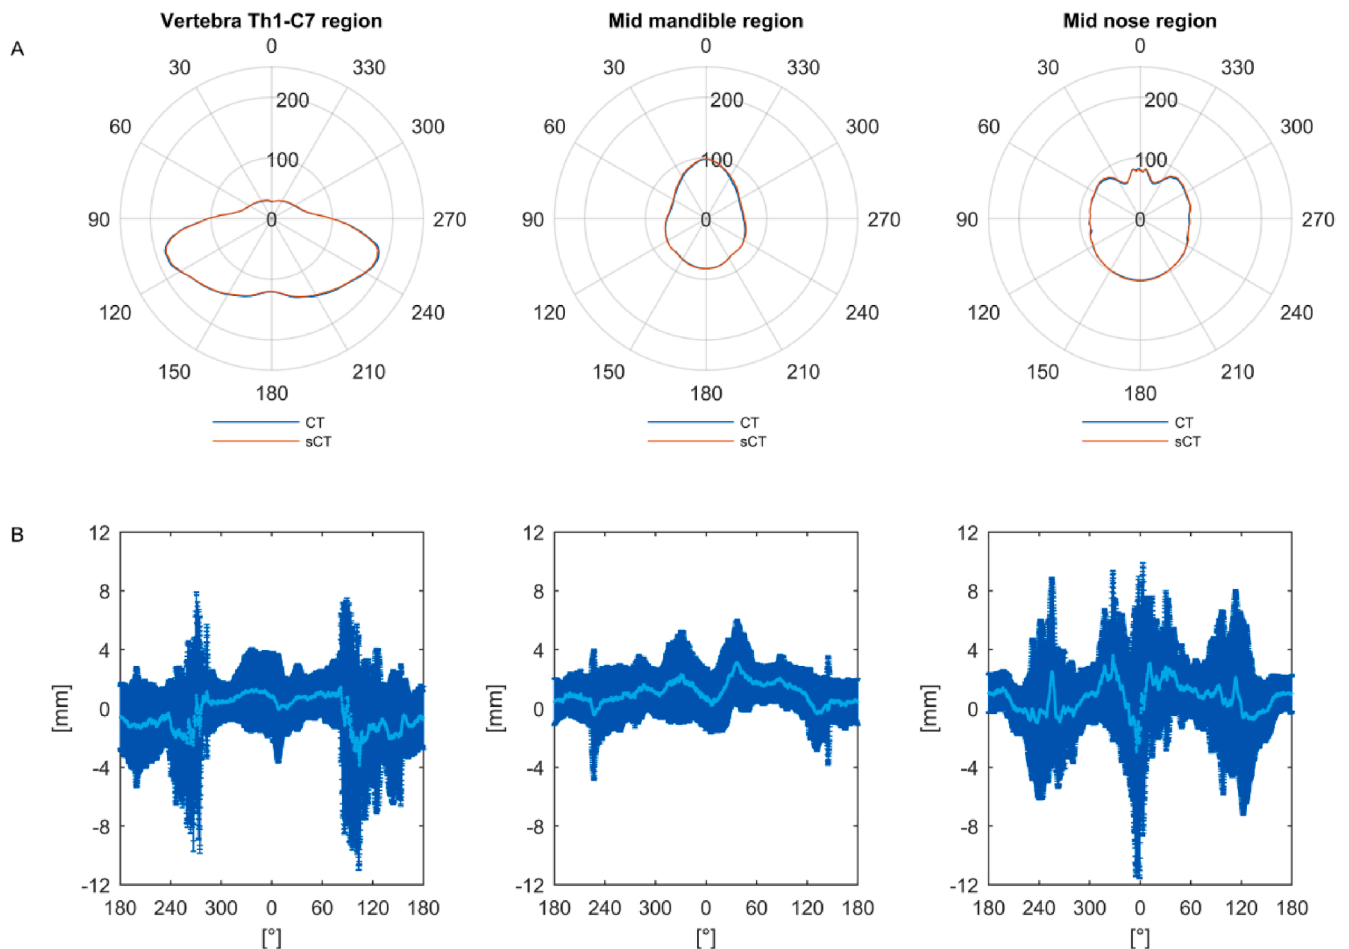 Vertebra Th1-C7 region Mid mandible region Mid nose region
A
0 0 0
30 330 30 330 30 330
200 200 200
60 300 60 300 60 300
100 100 100
90 0 270 90 0 270 90 0 270
120 240 120 240 120 240
150 210 150 210 150 210
180 180 180
CT CT CT
sCT sCT sCT
B
12 12 12
8 8 8
4 4 4
0 0 0
[mm] [mm] [mm]
-4 -4 -4
-8 -8 -8
-12 -12 -12
180 240 300 0 60 120 180 180 240 300 0 60 120 180 180 240 300 0 60 120 180
[°] [°] [°]